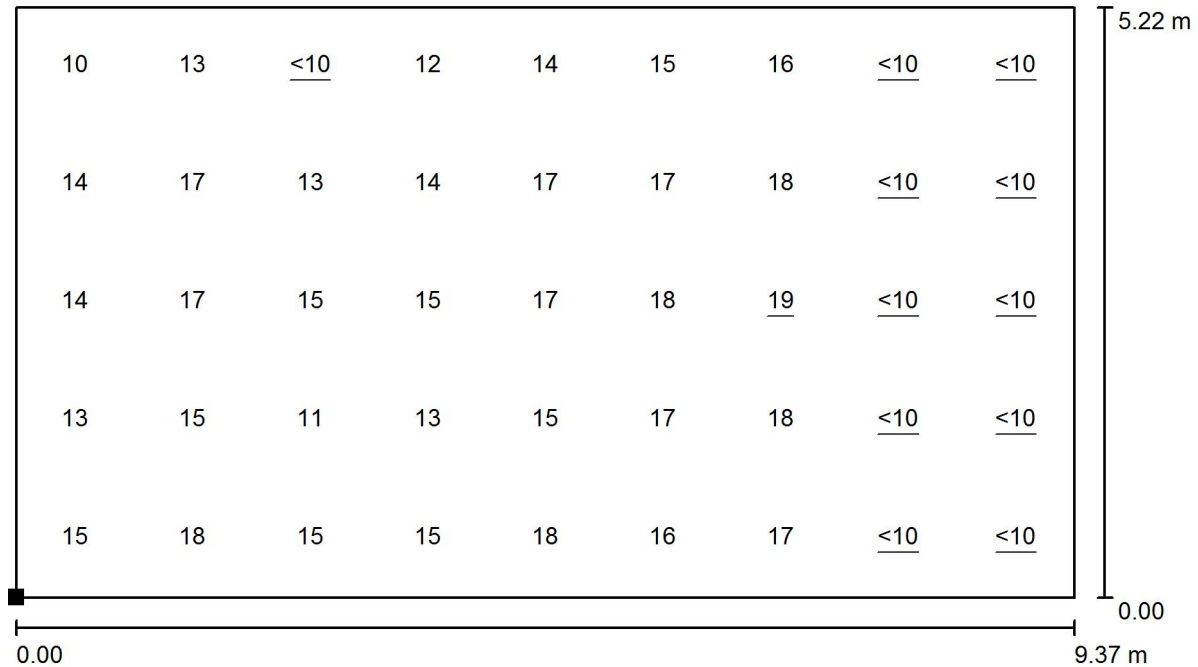 5.22 m
10 13 <10 12 14 15 16 <10 <10
14 17 13 14 17 17 18 <10 <10
14 17 15 15 17 18 19 <10 <10
13 15 11 13 15 17 18 <10 <10
15 18 15 15 18 16 17 <10 <10
0.00
0.00 9.37 m